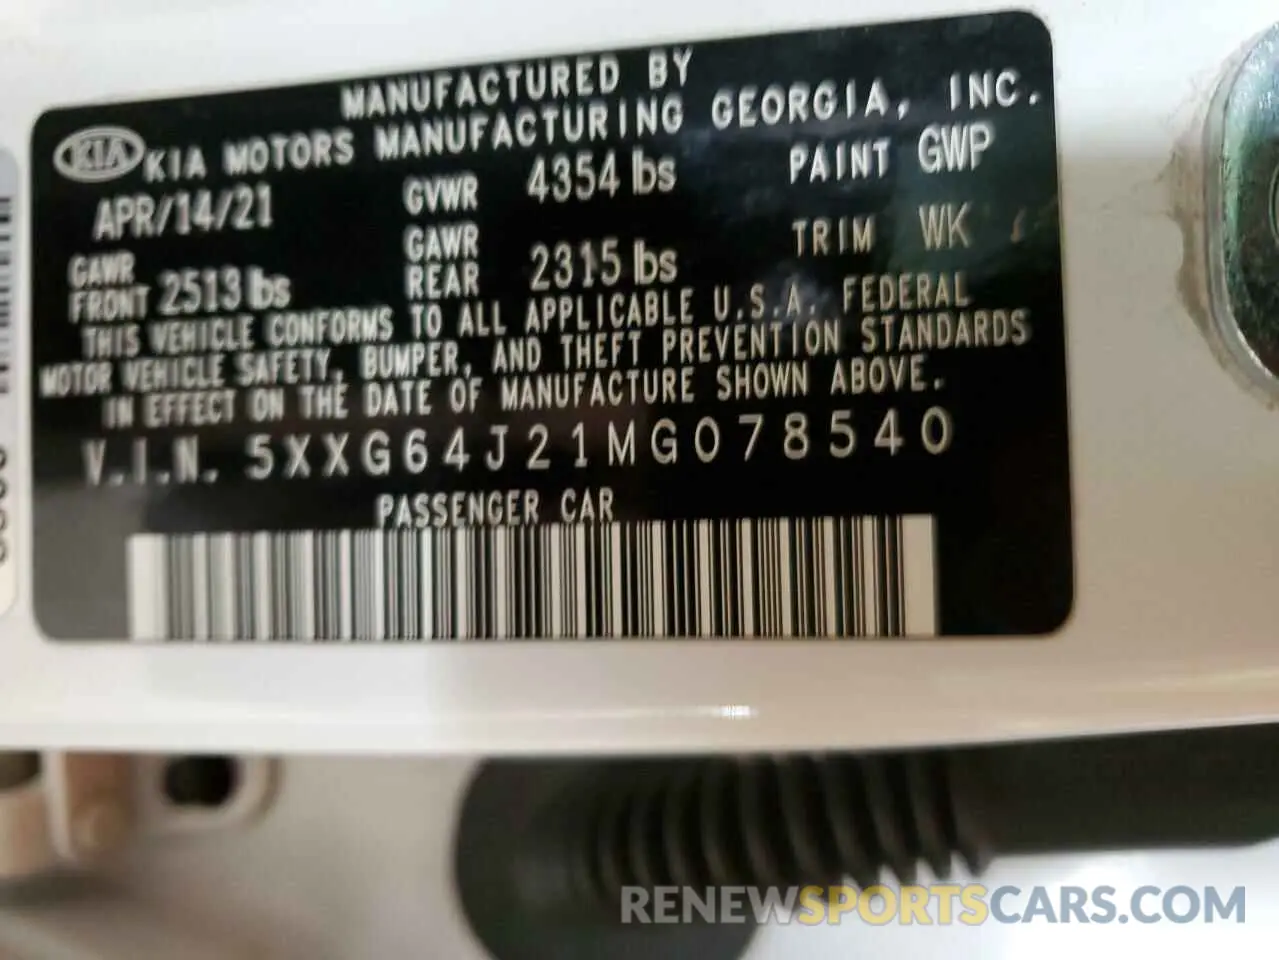 MANUFACTURED BY
KIA KIA MOTORS MANUFACTURING GEORGIA, INC.
APR/14/21 GVWR 4354 lbs PAINT GWP
GAWR FRONT 2513 lbs GAWR REAR 2315 lbs TRIM WK
THIS VEHICLE CONFORMS TO ALL APPLICABLE U.S.A. FEDERAL
MOTOR VEHICLE SAFETY, BUMPER, AND THEFT PREVENTION STANDARDS
IN EFFECT ON THE DATE OF MANUFACTURE SHOWN ABOVE.
V.I.N. 5XXG64J21MG078540
PASSENGER CAR
RENEWSPORTSCARS.COM